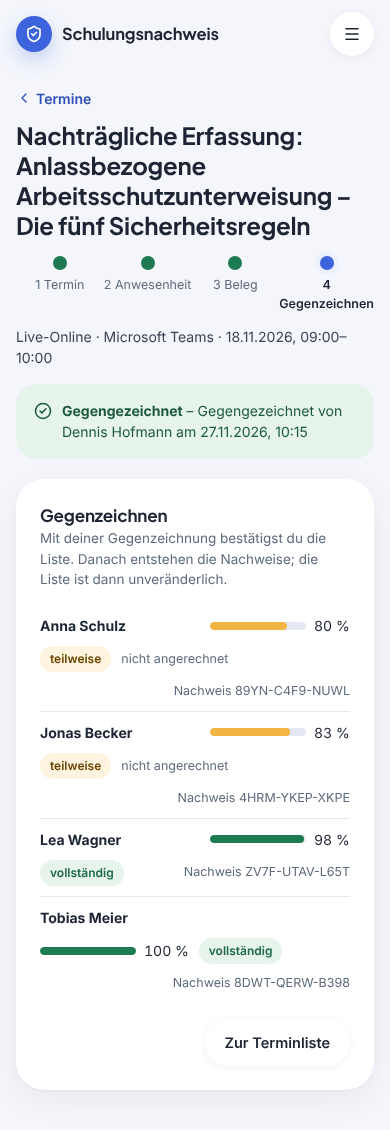 Schulungsnachweis
Termine
Nachträgliche Erfassung:
Anlassbezogene
Arbeitsschutzunterweisung –
Die fünf Sicherheitsregeln
1 Termin
2 Anwesenheit
3 Beleg
4
Gegenzeichnen
Live-Online · Microsoft Teams · 18.11.2026, 09:00–
10:00
Gegengezeichnet – Gegengezeichnet von
Dennis Hofmann am 27.11.2026, 10:15
Gegenzeichnen
Mit deiner Gegenzeichnung bestätigst du die
Liste. Danach entstehen die Nachweise; die
Liste ist dann unveränderlich.
Anna Schulz 80 %
teilweise nicht angerechnet
Nachweis 89YN-C4F9-NUWL
Jonas Becker 83 %
teilweise nicht angerechnet
Nachweis 4HRM-YKEP-XKPE
Lea Wagner 98 %
vollständig Nachweis ZV7F-UTAV-L65T
Tobias Meier
100 % vollständig
Nachweis 8DWT-QERW-B398
Zur Terminliste